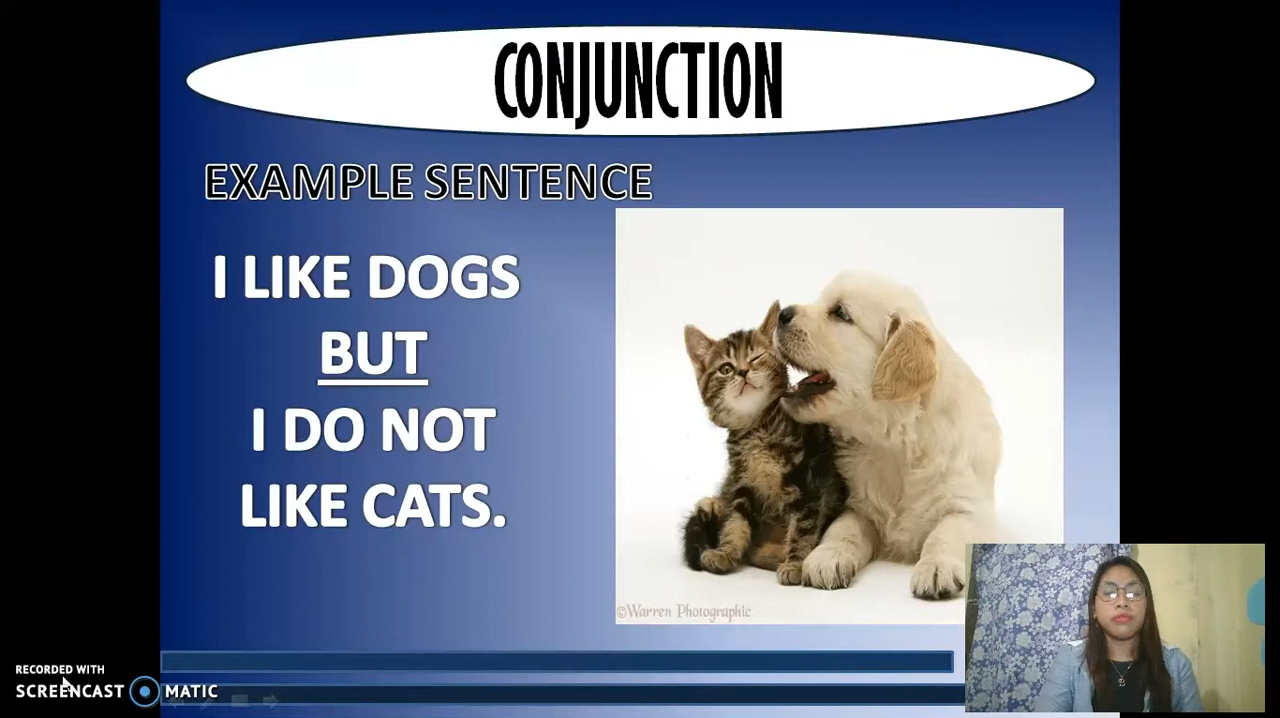 CONJUNCTION
EXAMPLE SENTENCE
I LIKE DOGS
BUT
I DO NOT
LIKE CATS.
©Warren Photographic
RECORDED WITH
SCREENCAST MATIC